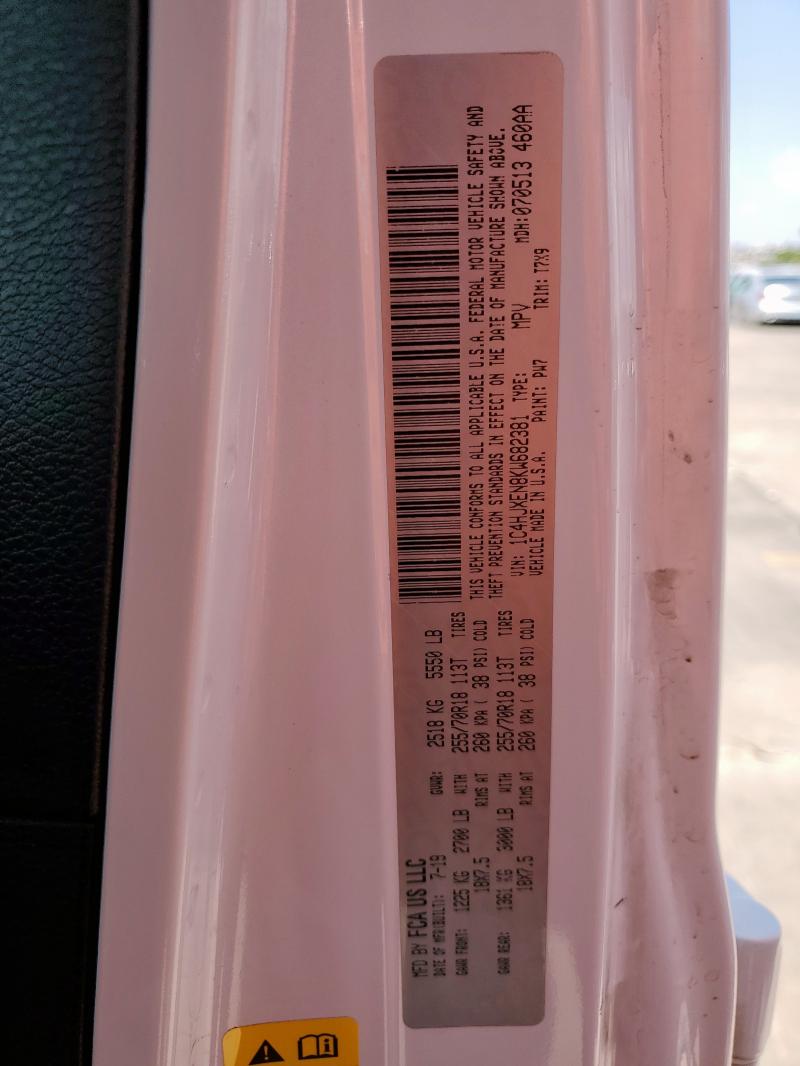 MFD BY FCA US LLC
DATE OF MFR(BUILT): 7-19 GVWR: 2518 KG 5550 LB
GAWR FRONT: 1225 KG 2700 LB WITH 255/70R18 113T TIRES
18X7.5 RIMS AT 260 KPA ( 38 PSI) COLD
GAWR REAR: 1361 KG 3000 LB WITH 255/70R18 113T TIRES
18X7.5 RIMS AT 260 KPA ( 38 PSI) COLD
THIS VEHICLE CONFORMS TO ALL APPLICABLE U.S.A. FEDERAL MOTOR VEHICLE SAFETY AND
THEFT PREVENTION STANDARDS IN EFFECT ON THE DATE OF MANUFACTURE SHOWN ABOVE.
VIN: 1C4HJXEN8KW682381 TYPE: MPV MDH:070513 460AA
VEHICLE MADE IN U.S.A. PAINT: PW7 TRIM: T7X9